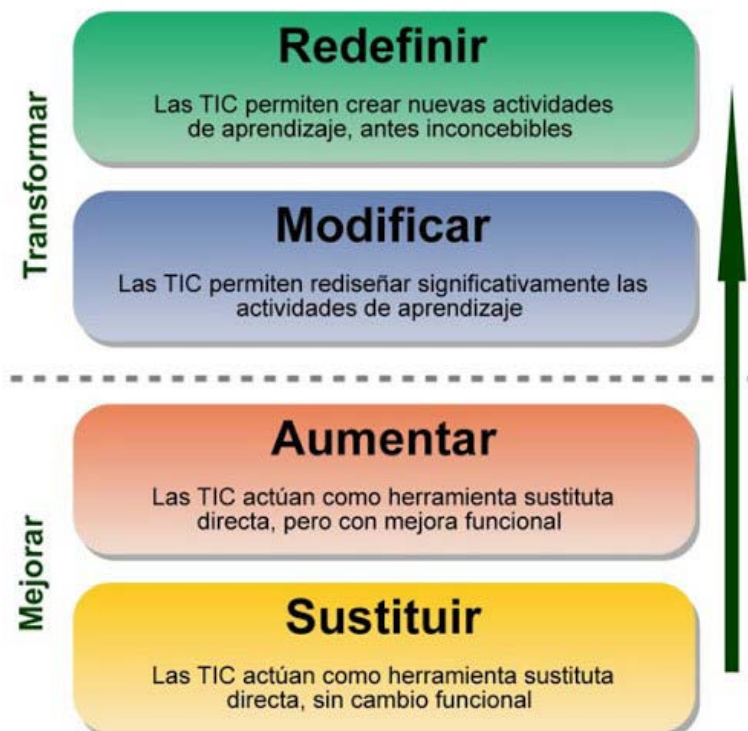 Transformar
Redefinir
Las TIC permiten crear nuevas actividades
de aprendizaje, antes inconcebibles
Modificar
Las TIC permiten rediseñar significativamente las
actividades de aprendizaje
Mejorar
Aumentar
Las TIC actúan como herramienta sustituta
directa, pero con mejora funcional
Sustituir
Las TIC actúan como herramienta sustituta
directa, sin cambio funcional